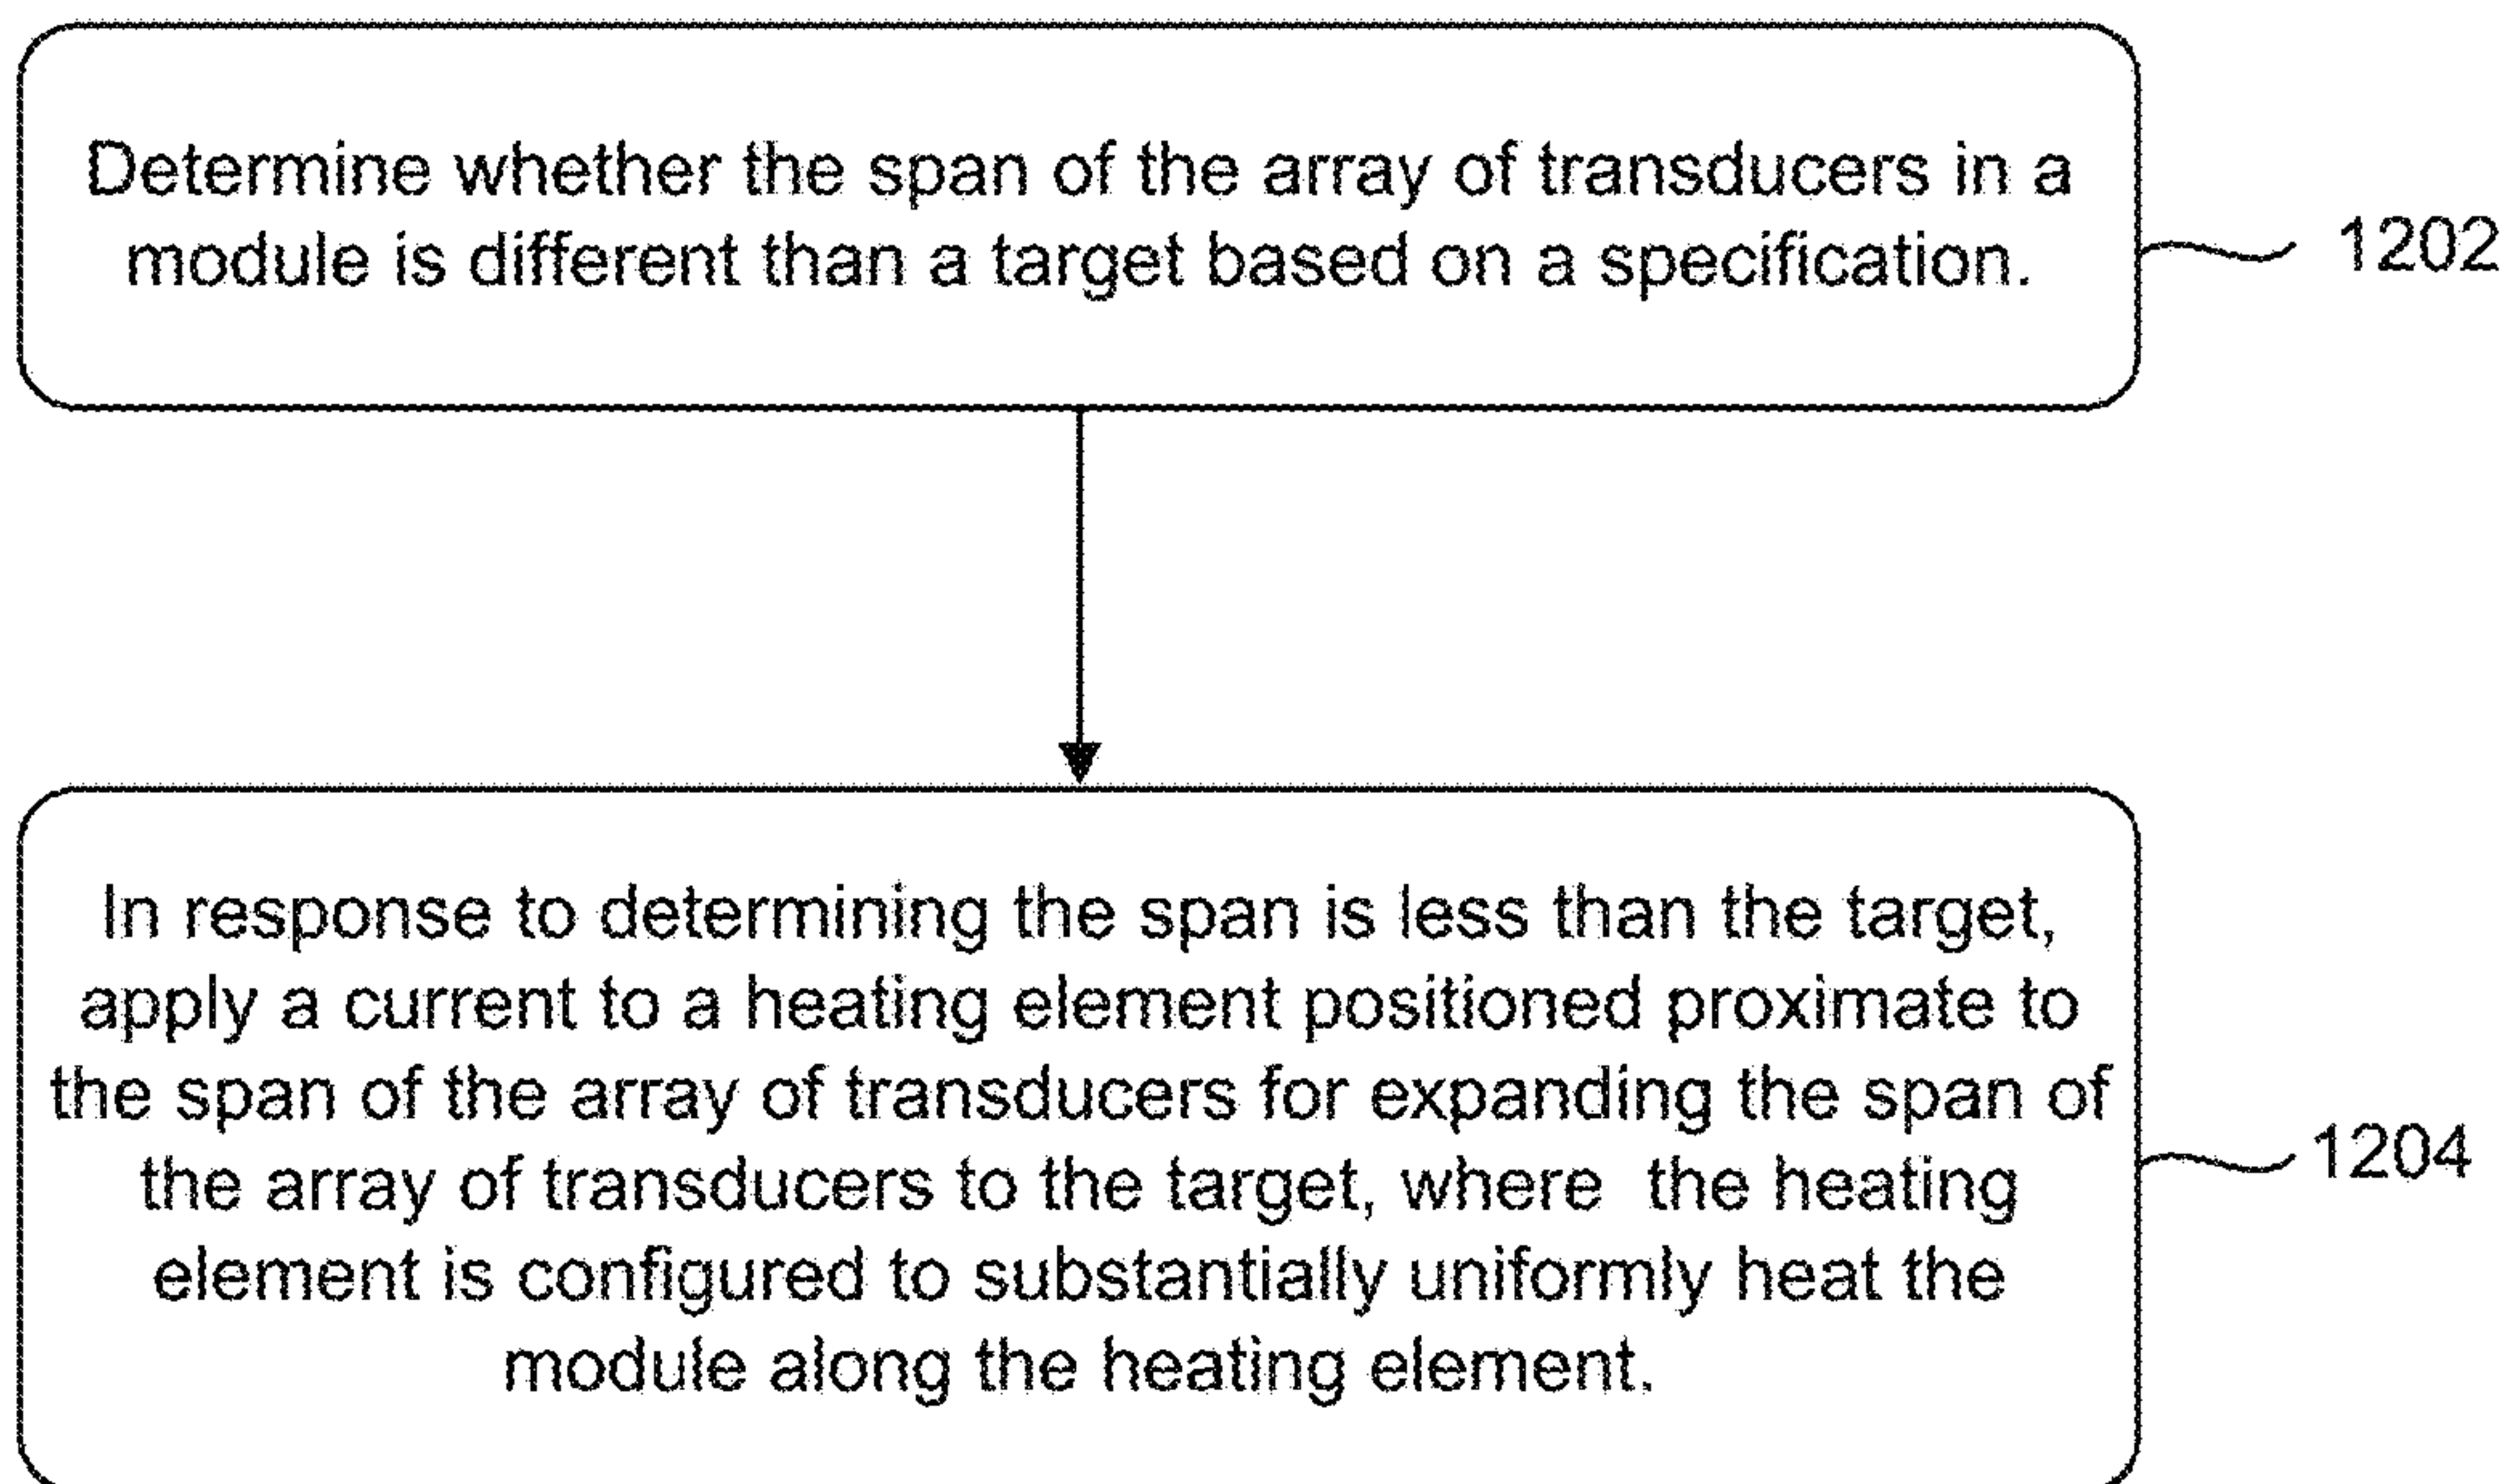 Determine whether the span of the array of transducers in a
module is different than a target based on a specification.
1202
In response to determining the span is less than the target,
apply a current to a heating element positioned proximate to
the span of the array of transducers for expanding the span of
the array of transducers to the target, where the heating
element is configured to substantially uniformly heat the
module along the heating element.
1204